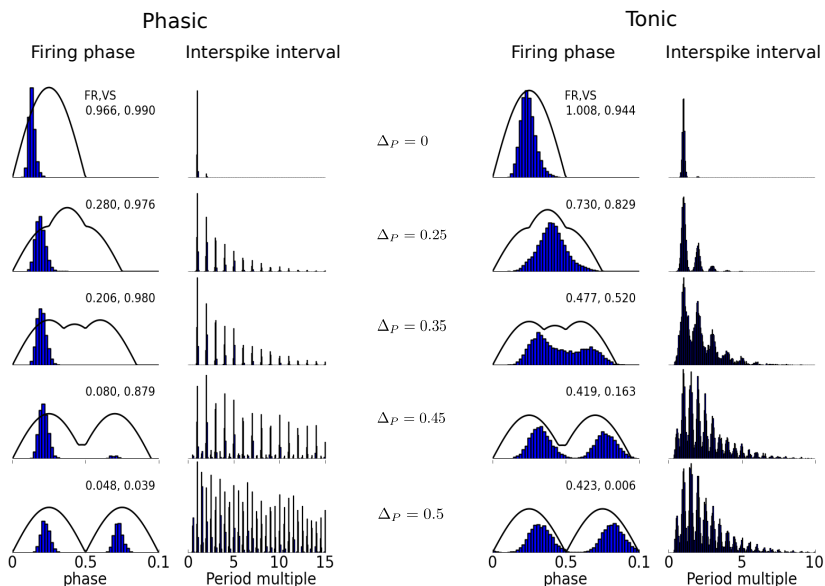 Phasic
Tonic
Firing phase
Interspike interval
Firing phase
Interspike interval
FR,VS
0.966, 0.990
Δ_P = 0
FR,VS
1.008, 0.944
0.280, 0.976
Δ_P = 0.25
0.730, 0.829
0.206, 0.980
Δ_P = 0.35
0.477, 0.520
0.080, 0.879
Δ_P = 0.45
0.419, 0.163
0.048, 0.039
Δ_P = 0.5
0.423, 0.006
0.0 0.5 0.1
0 5 10 15
0.0 0.5 0.1
0 5 10
phase
Period multiple
phase
Period multiple